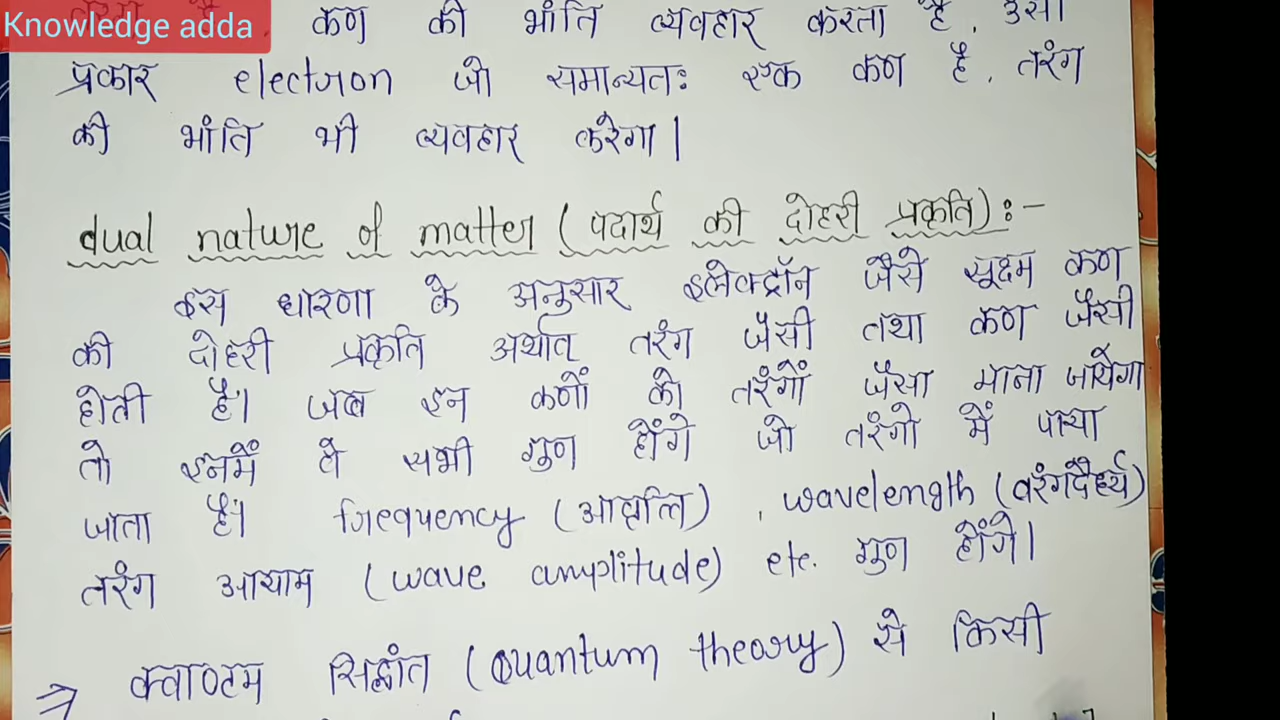 Knowledge adda
कण की भांति व्यवहार करता है, उसी
प्रकार electron जो समान्यतः एक कण है, तरंग
की भांति भी व्यवहार करेगा|
dual nature of matter (पदार्थ की दोहरी प्रकृति):-
इस धारणा के अनुसार इलेक्ट्रॉन जैसे सूक्ष्म कण
की दोहरी प्रकृति अर्थात् तरंग जैसी तथा कण जैसी
होती है। जब इन कणों को तरंगों जैसा माना जायेगा
तो इनमें वे सभी गुण होंगे जो तरंगो में पाया
जाता है। frequency (आवृत्ति), wavelength (तरंगदैर्ध्य)
तरंग आयाम (wave amplitude) etc. गुण होंगे।
⇒ क्वाण्टम सिद्धांत (Quantum theory) से किसी